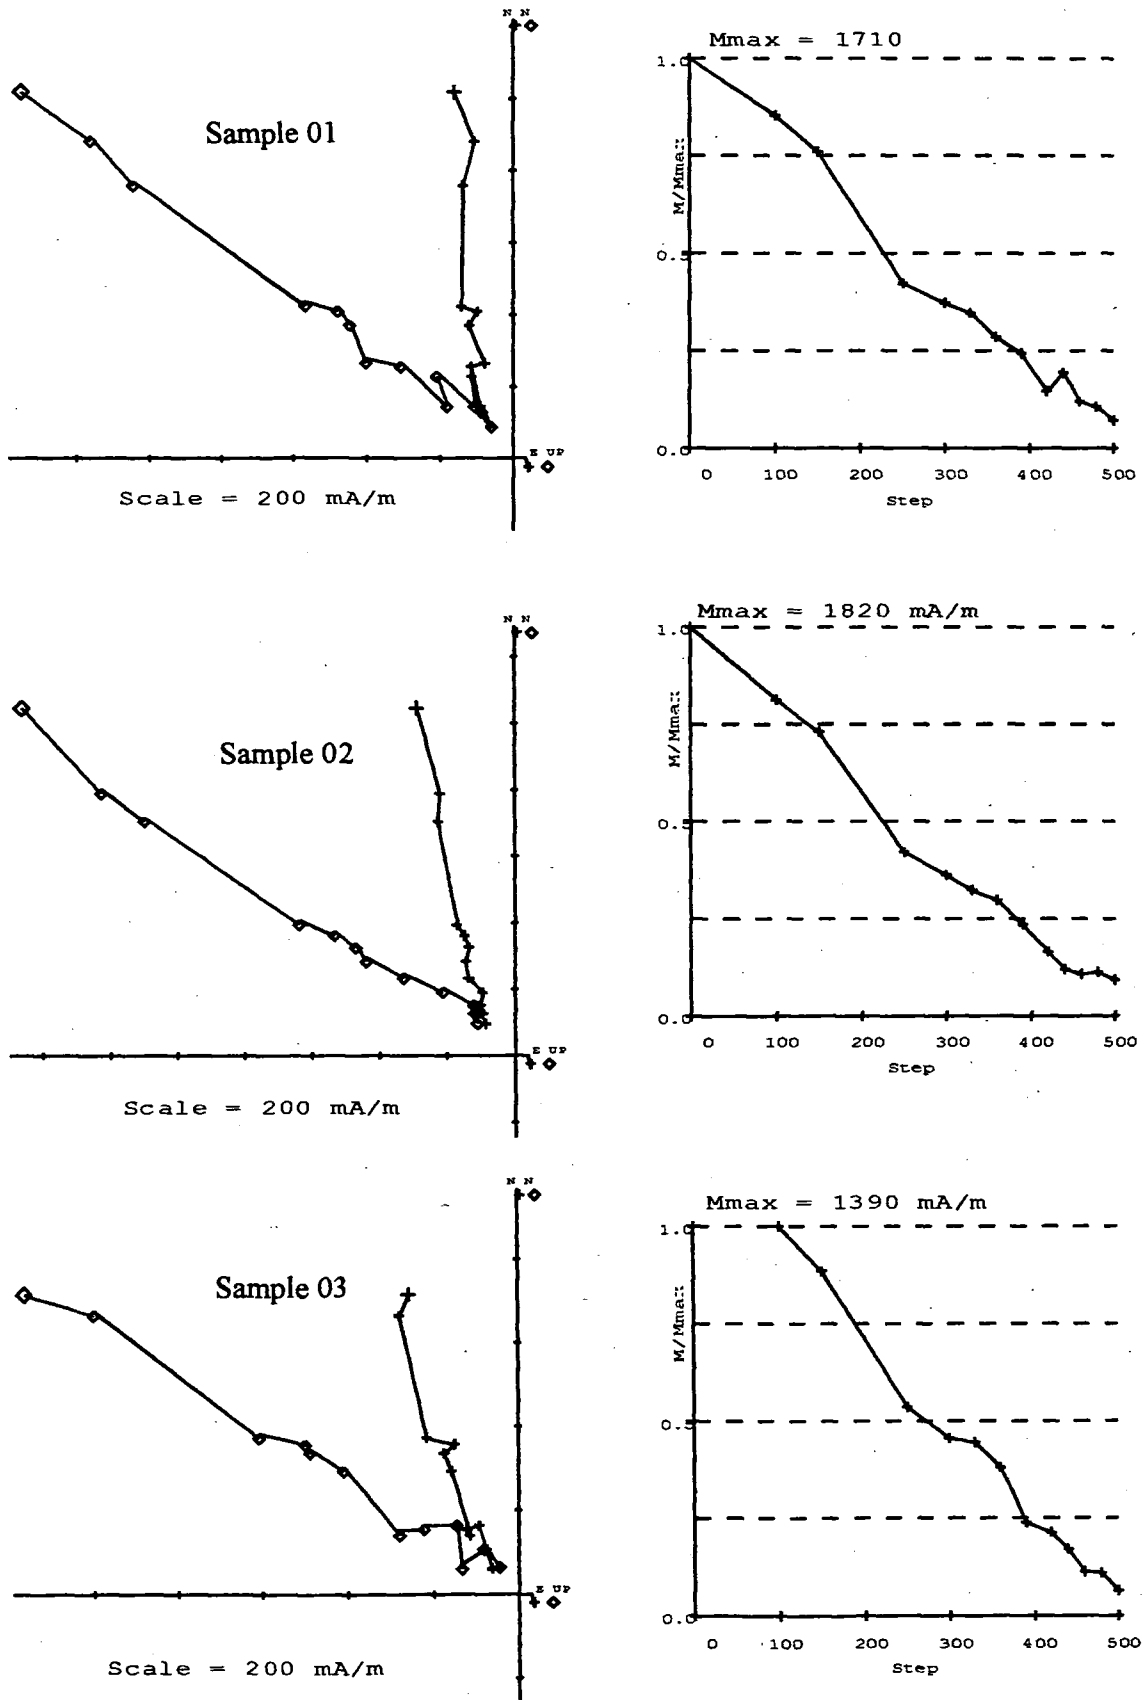 N N
Sample 01
E UP
Scale = 200 mA/m
Mmax = 1710
1.0
M/Mmax
0.5
0.0
0 100 200 300 400 500
Step
N N
Sample 02
E UP
Scale = 200 mA/m
Mmax = 1820 mA/m
1.0
M/Mmax
0.5
0.0
0 100 200 300 400 500
Step
N N
Sample 03
E UP
Scale = 200 mA/m
Mmax = 1390 mA/m
1.0
M/Mmax
0.5
0.0
0 100 200 300 400 500
Step